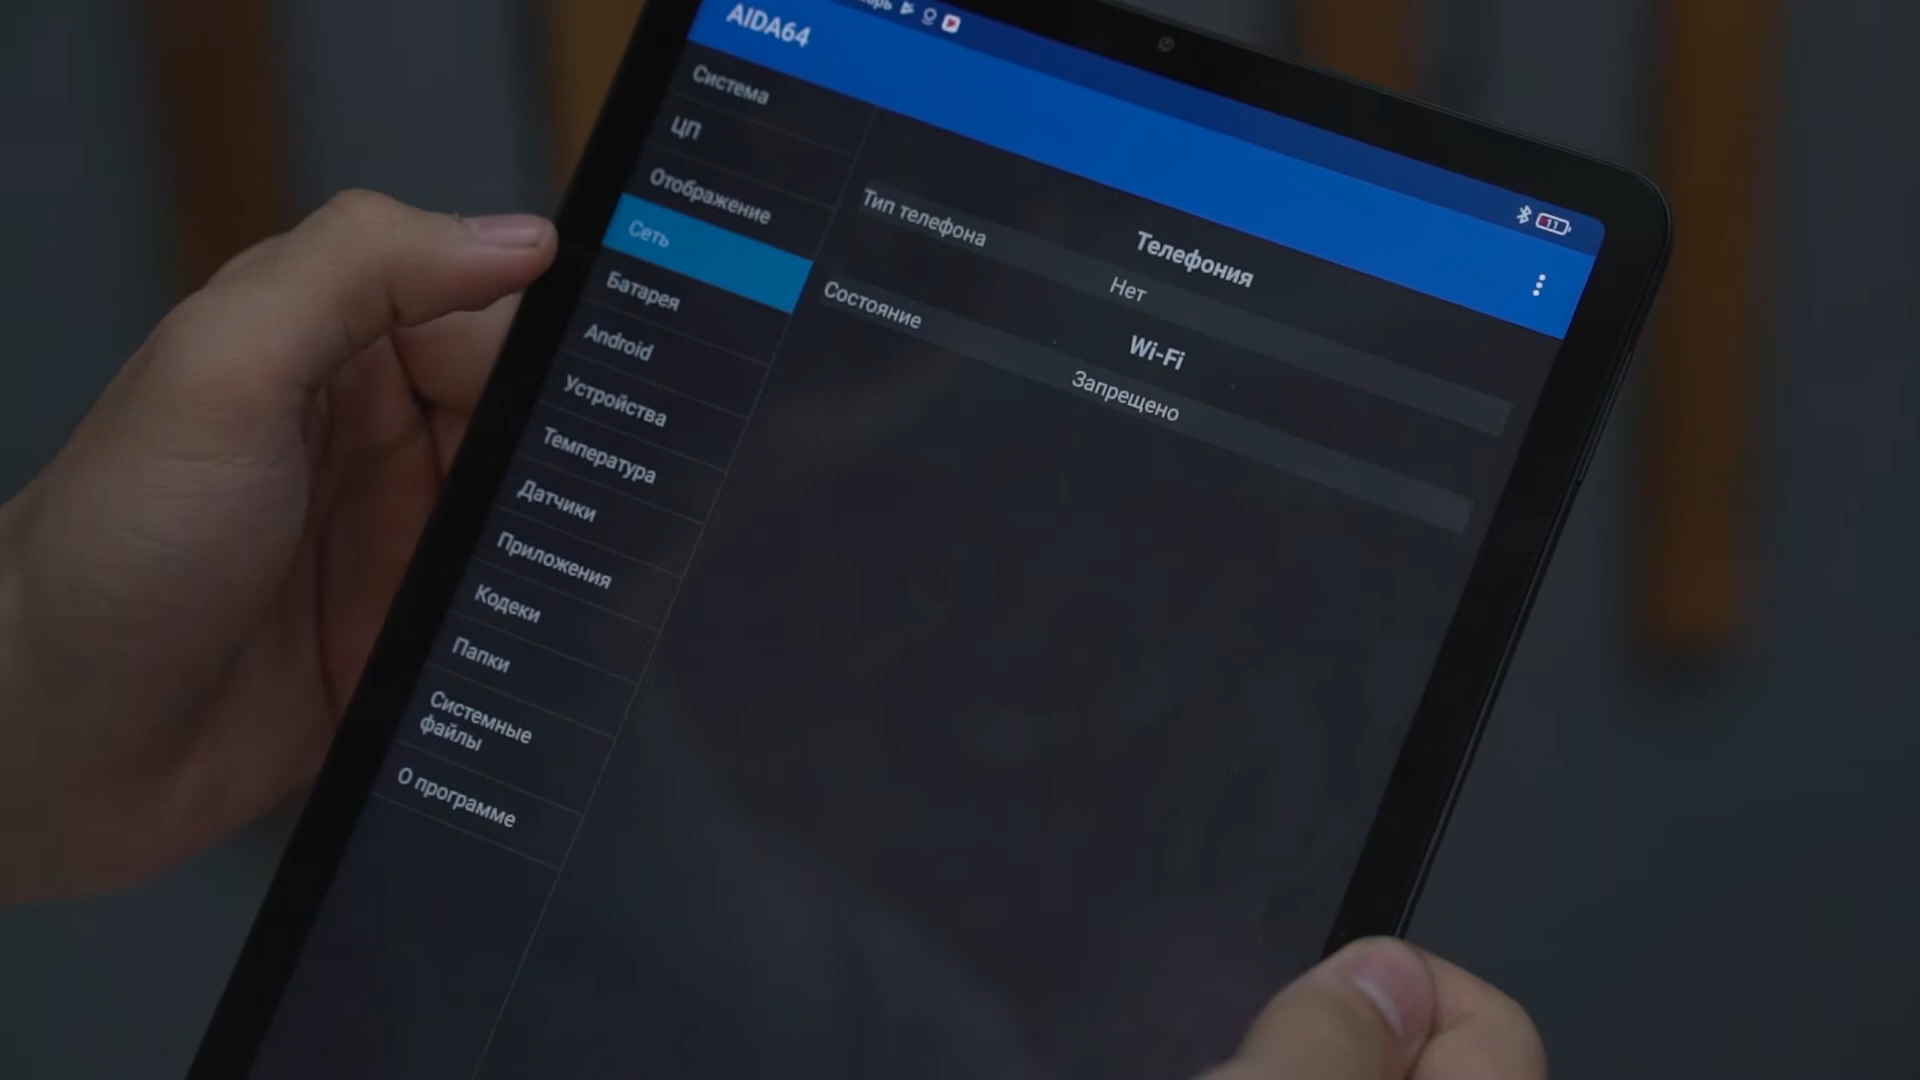 AIDA64
11
Система
ЦП
Отображение
Сеть
Батарея
Android
Устройства
Температура
Датчики
Приложения
Кодеки
Папки
Системные
файлы
О программе
Телефония
Тип телефона
Нет
Wi-Fi
Состояние
Запрещено